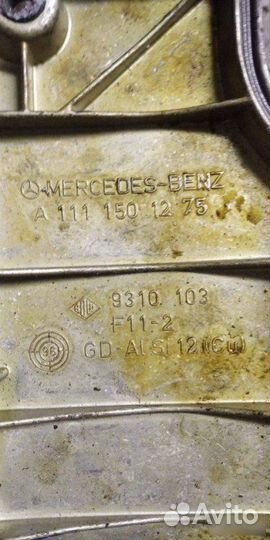 MERCEDES-BENZ
A 111 150 12 75
9310.103
F11-2
GD-ALSI12(CU)
Avito